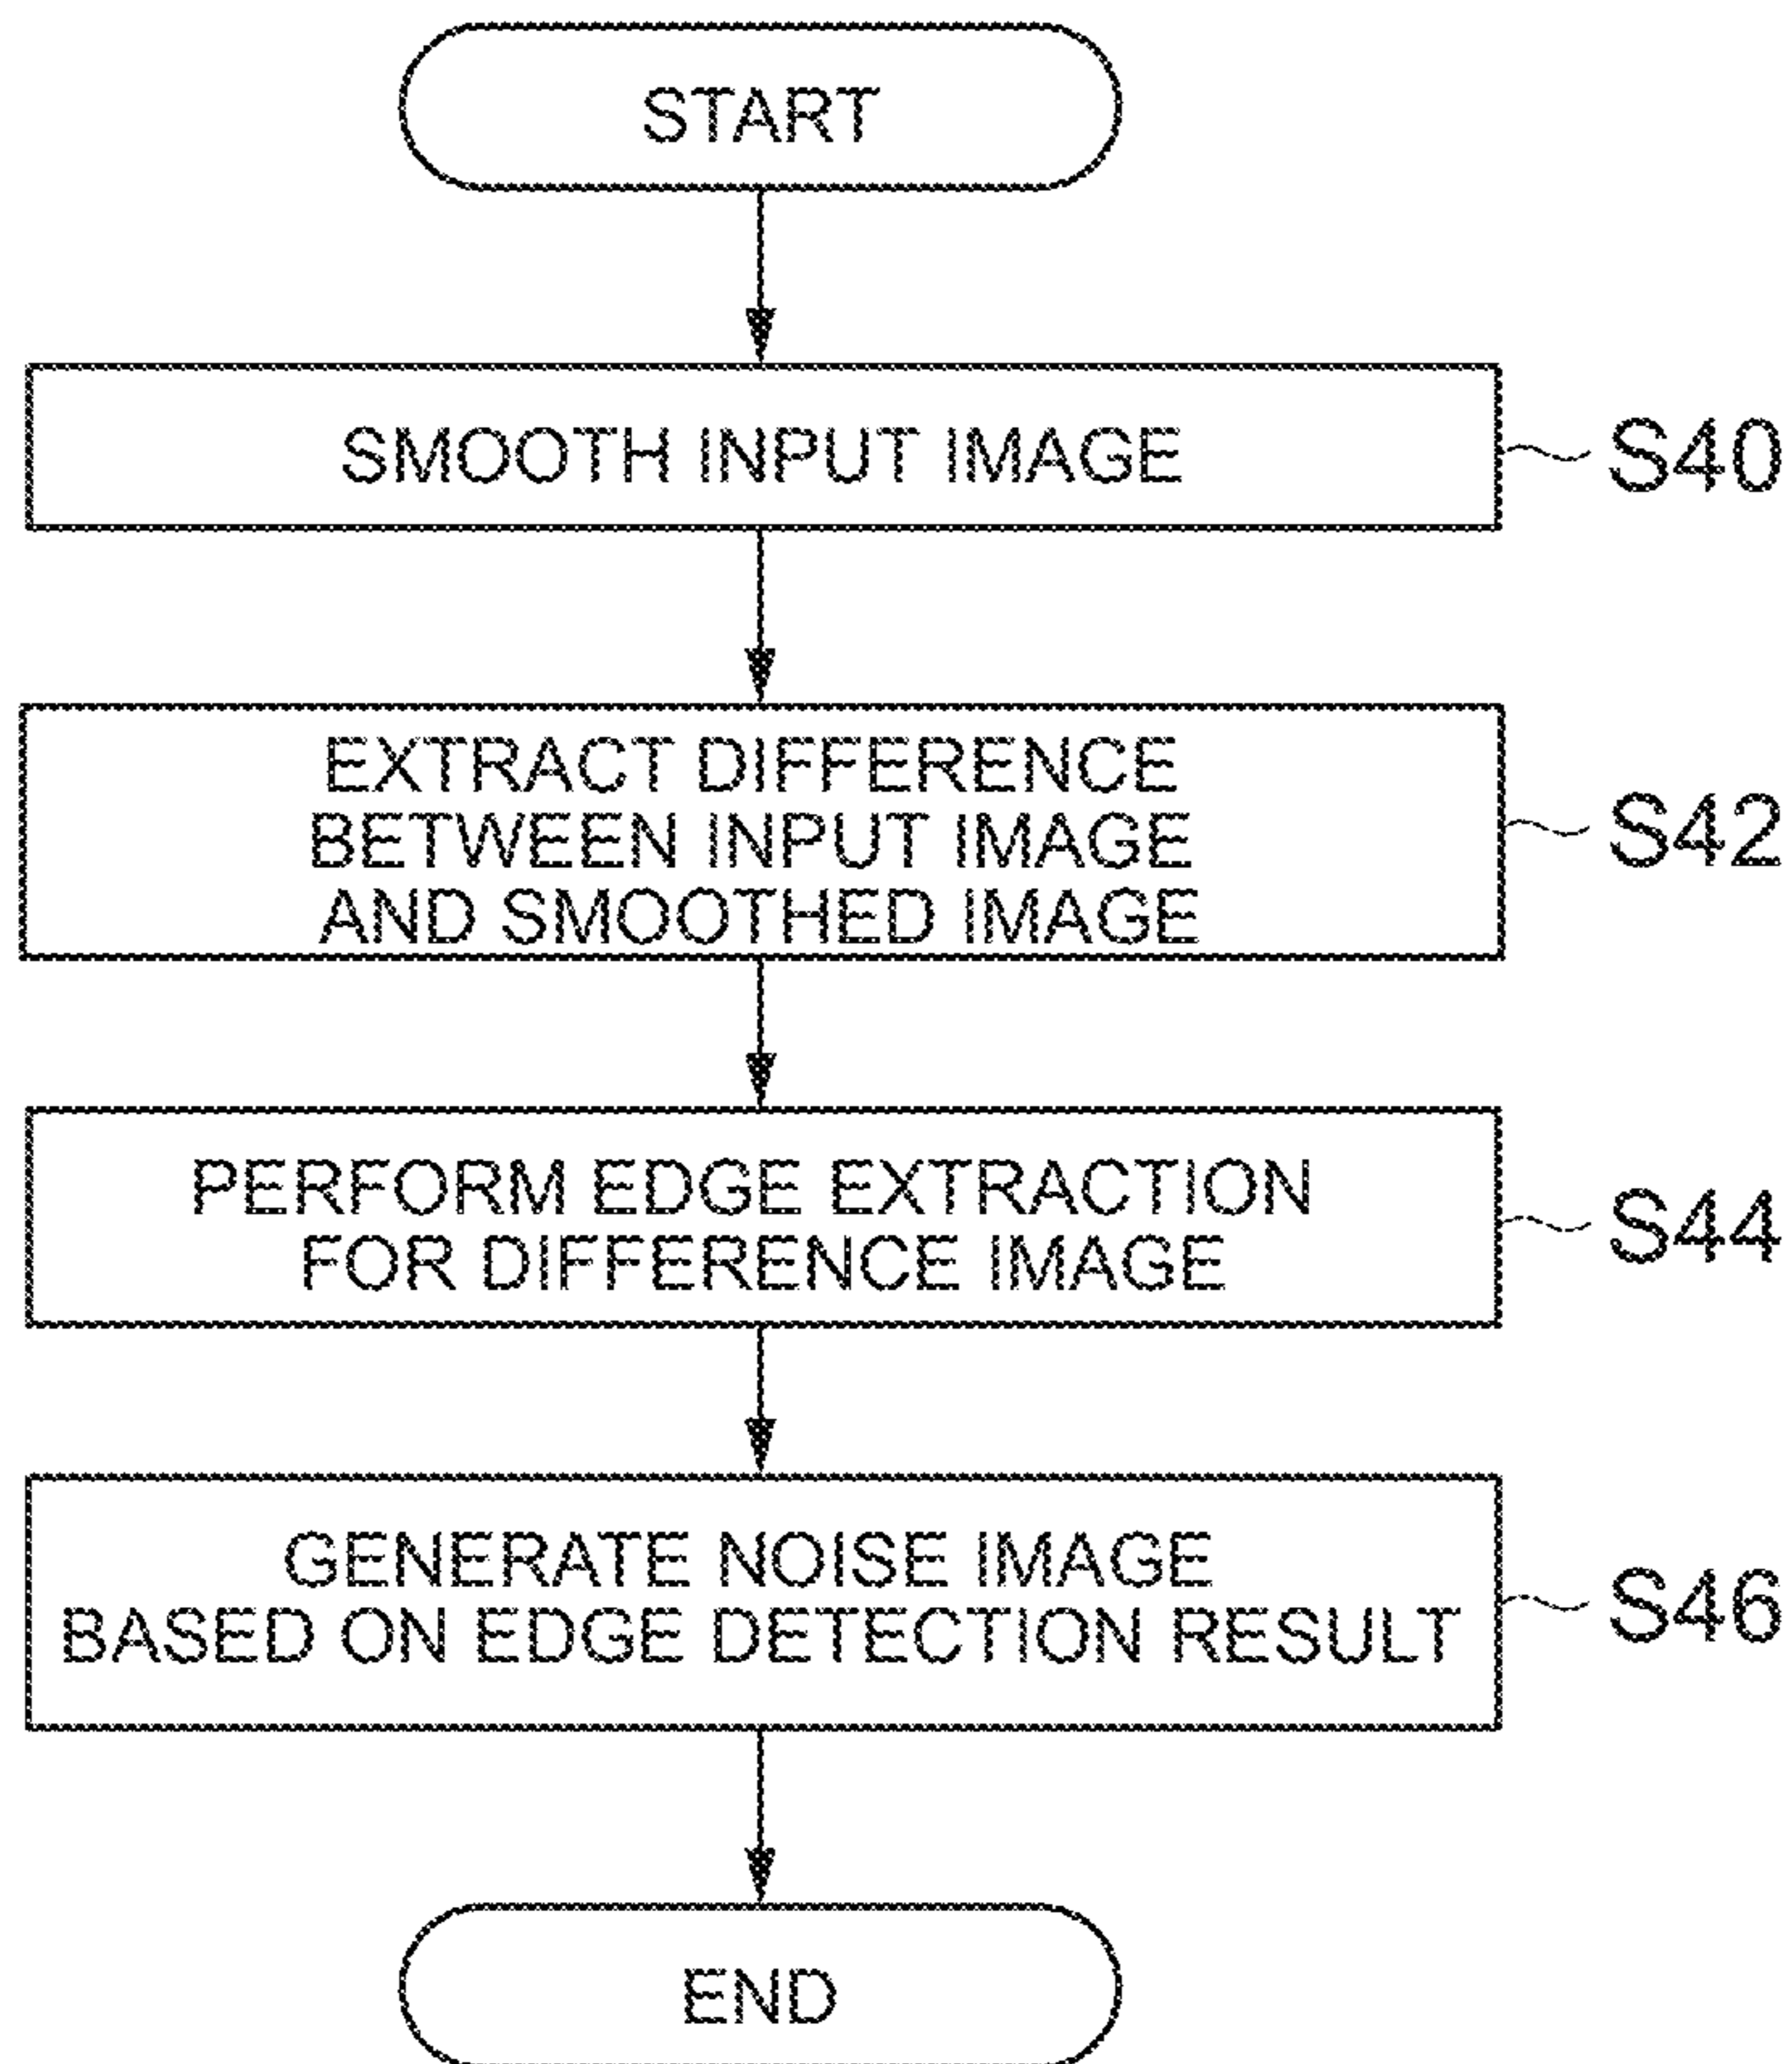 START
SMOOTH INPUT IMAGE
S40
EXTRACT DIFFERENCE
BETWEEN INPUT IMAGE
AND SMOOTHED IMAGE
S42
PERFORM EDGE EXTRACTION
FOR DIFFERENCE IMAGE
S44
GENERATE NOISE IMAGE
BASED ON EDGE DETECTION RESULT
S46
END